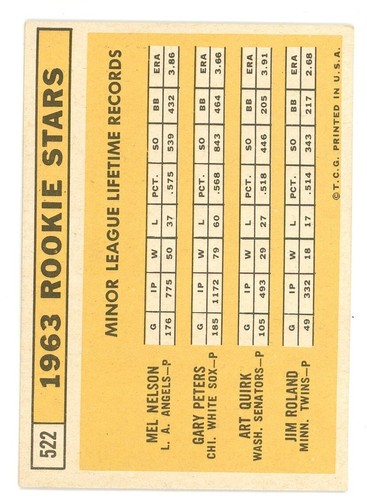 522 1963 ROOKIE STARS
MINOR LEAGUE LIFETIME RECORDS
G IP W L PCT. SO BB ERA
MEL NELSON
L. A. ANGELS—P 176 775 50 37 .575 539 432 3.86
G IP W L PCT. SO BB ERA
GARY PETERS
CHI. WHITE SOX—P 185 1172 79 60 .568 843 464 3.66
G IP W L PCT. SO BB ERA
ART QUIRK
WASH. SENATORS—P 105 493 29 27 .518 446 205 3.91
G IP W L PCT. SO BB ERA
JIM ROLAND
MINN. TWINS—P 49 332 18 17 .514 343 217 2.68
© T.C.G. PRINTED IN U.S.A.